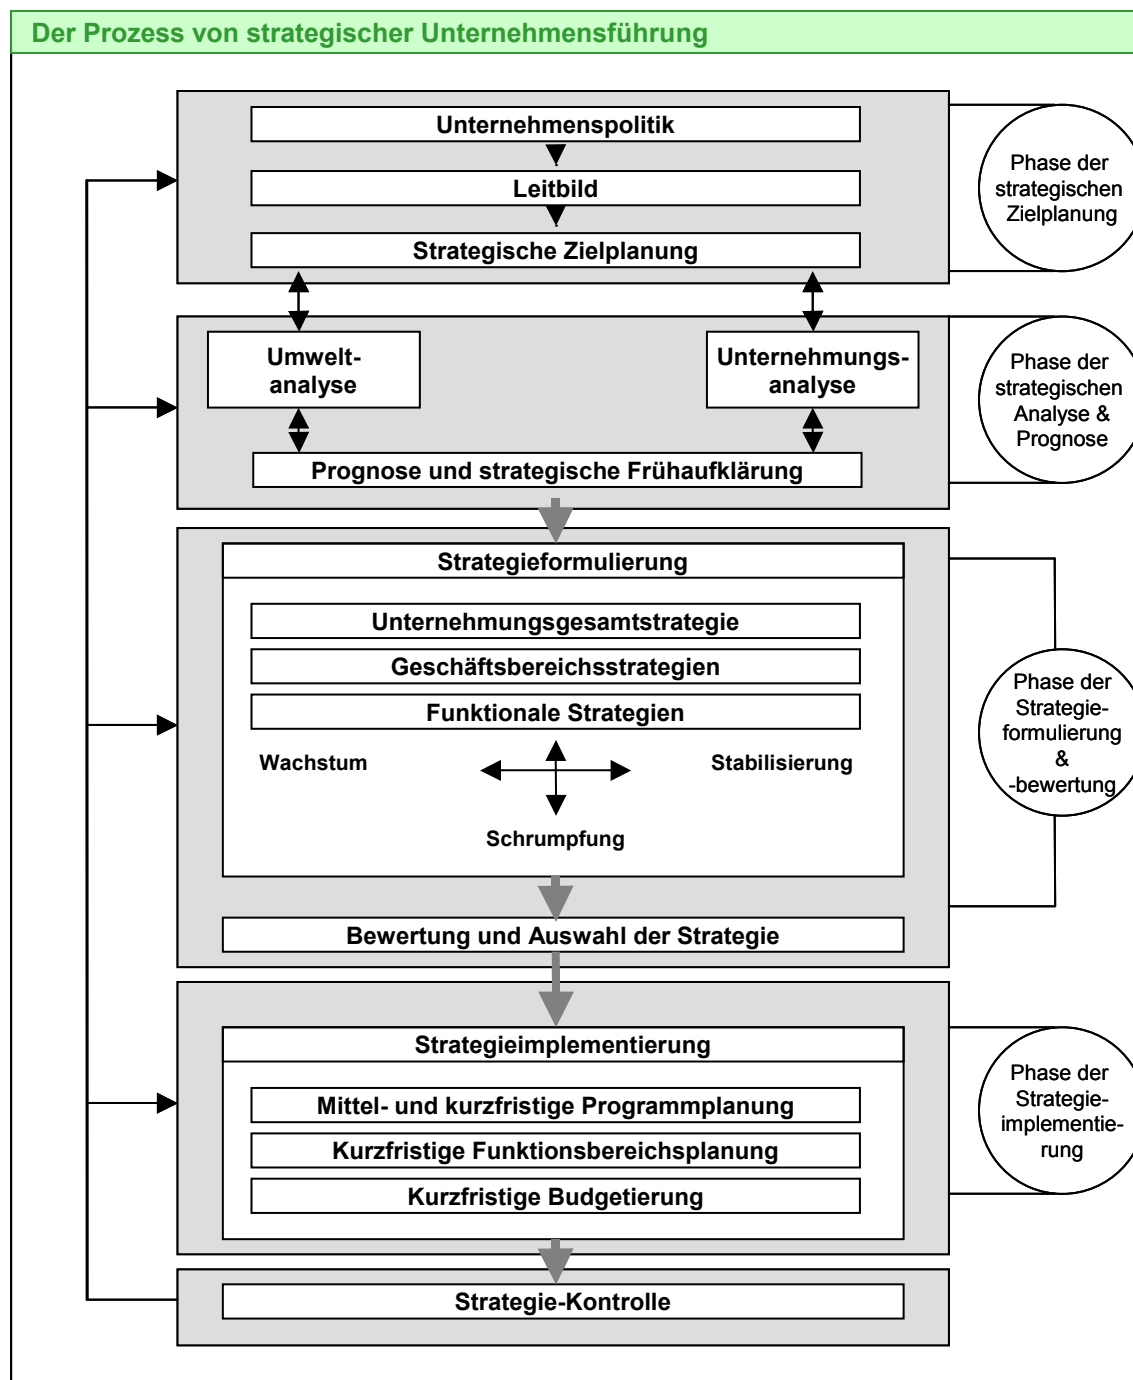 Der Prozess von strategischer Unternehmensführung
Unternehmenspolitik
Leitbild
Strategische Zielplanung
Phase der
strategischen
Zielplanung
Umwelt-
analyse
Unternehmungs-
analyse
Prognose und strategische Frühaufklärung
Phase der
strategischen
Analyse &
Prognose
Strategieformulierung
Unternehmungsgesamtstrategie
Geschäftsbereichsstrategien
Funktionale Strategien
Wachstum
Stabilisierung
Schrumpfung
Bewertung und Auswahl der Strategie
Phase der
Strategie-
formulierung
&
-bewertung
Strategieimplementierung
Mittel- und kurzfristige Programmplanung
Kurzfristige Funktionsbereichsplanung
Kurzfristige Budgetierung
Phase der
Strategie-
implementie-
rung
Strategie-Kontrolle